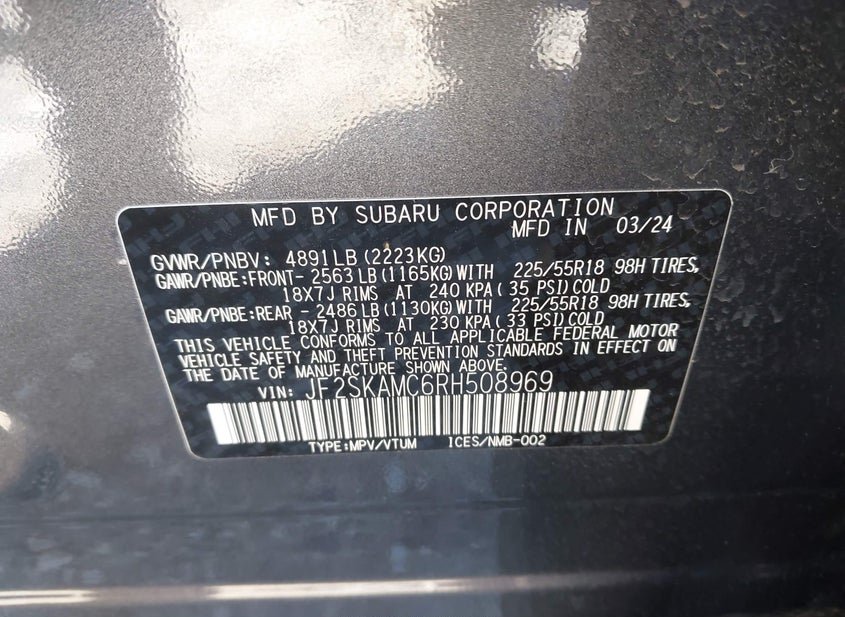 MFD BY SUBARU CORPORATION
MFD IN 03/24
GVWR/PNBV: 4891LB (2223KG)
GAWR/PNBE:FRONT- 2563LB (1165KG) WITH 225/55R18 98H TIRES,
18X7J RIMS AT 240 KPA ( 35 PSI) COLD
GAWR/PNBE:REAR - 2486LB (1130KG) WITH 225/55R18 98H TIRES,
18X7J RIMS AT 230 KPA ( 33 PSI) COLD
THIS VEHICLE CONFORMS TO ALL APPLICABLE FEDERAL MOTOR
VEHICLE SAFETY AND THEFT PREVENTION STANDARDS IN EFFECT ON
THE DATE OF MANUFACTURE SHOWN ABOVE.
VIN: JF2SKAMC6RH508969
TYPE:MPV/VTUM ICES/NMB-002